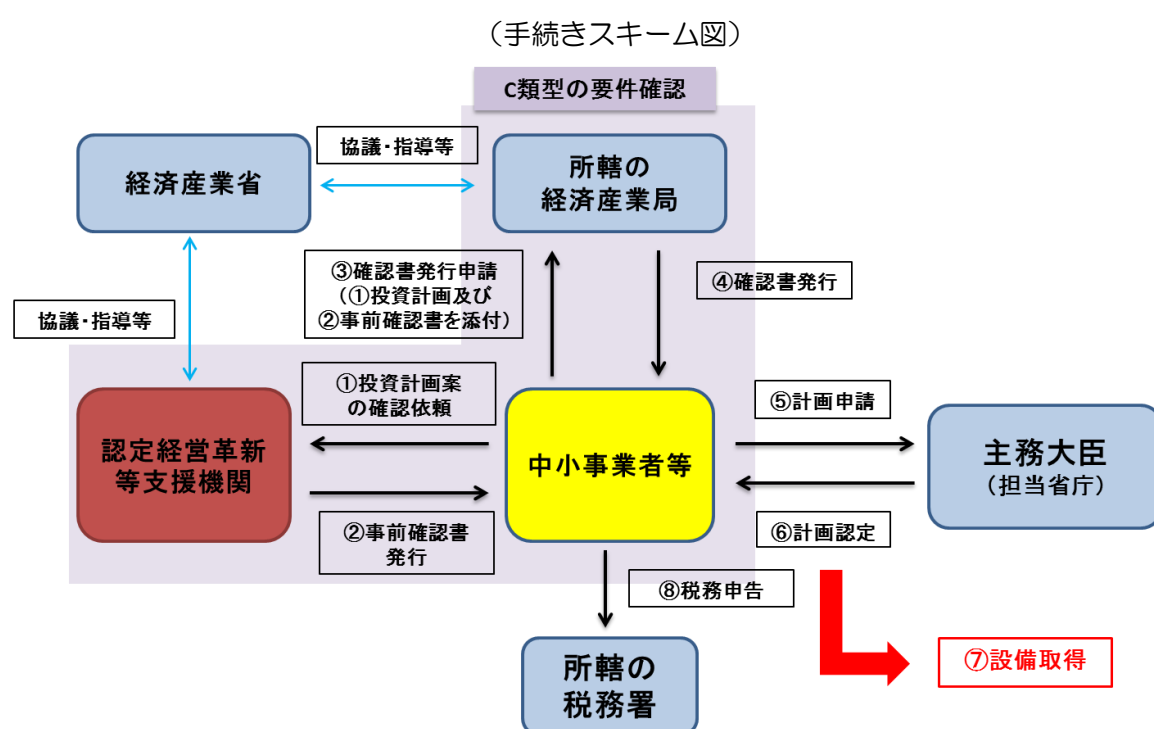 (手続きスキーム図)
C類型の要件確認
協議・指導等
経済産業省
所轄の
経済産業局
③確認書発行申請
(①投資計画及び
②事前確認書を添付)
④確認書発行
協議・指導等
①投資計画案
の確認依頼
⑤計画申請
認定経営革新
等支援機関
中小事業者等
主務大臣
(担当省庁)
②事前確認書
発行
⑥計画認定
⑧税務申告
⑦設備取得
所轄の
税務署